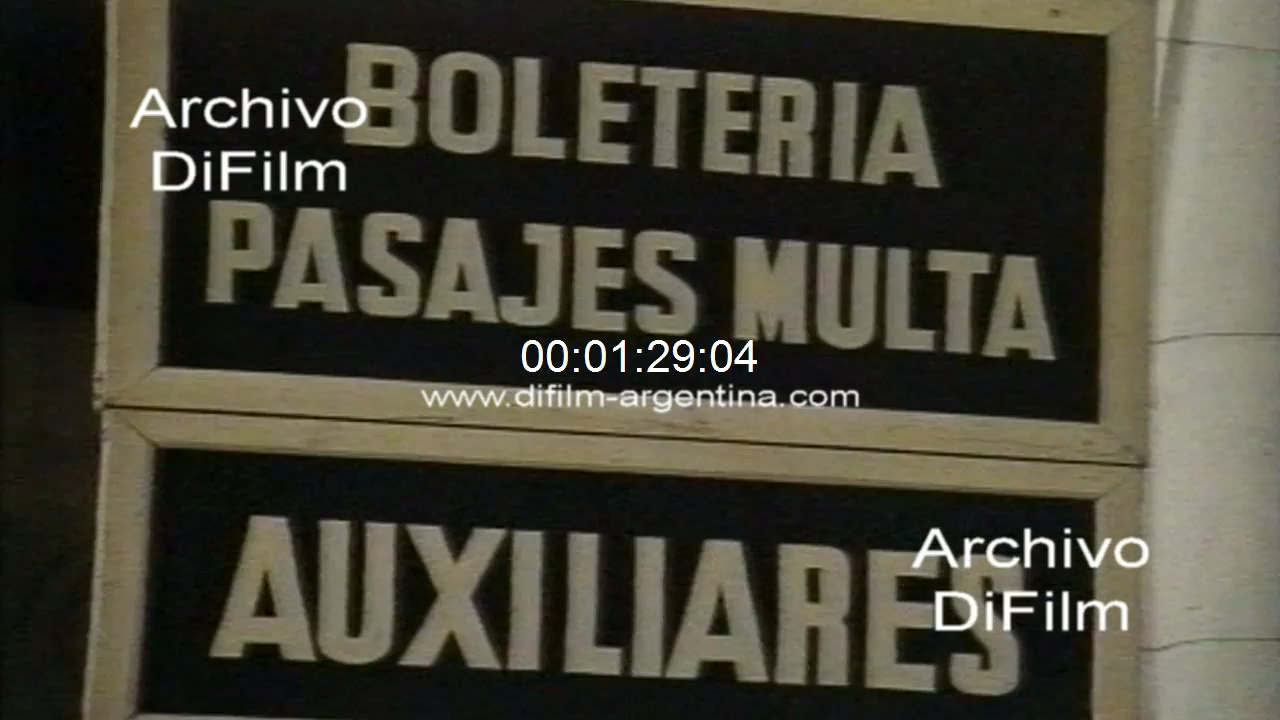 BOLETERIA
Archivo
DiFilm
PASAJES MULTA
00:01:29:04
www.difilm-argentina.com
AUXILIARES
Archivo
DiFilm